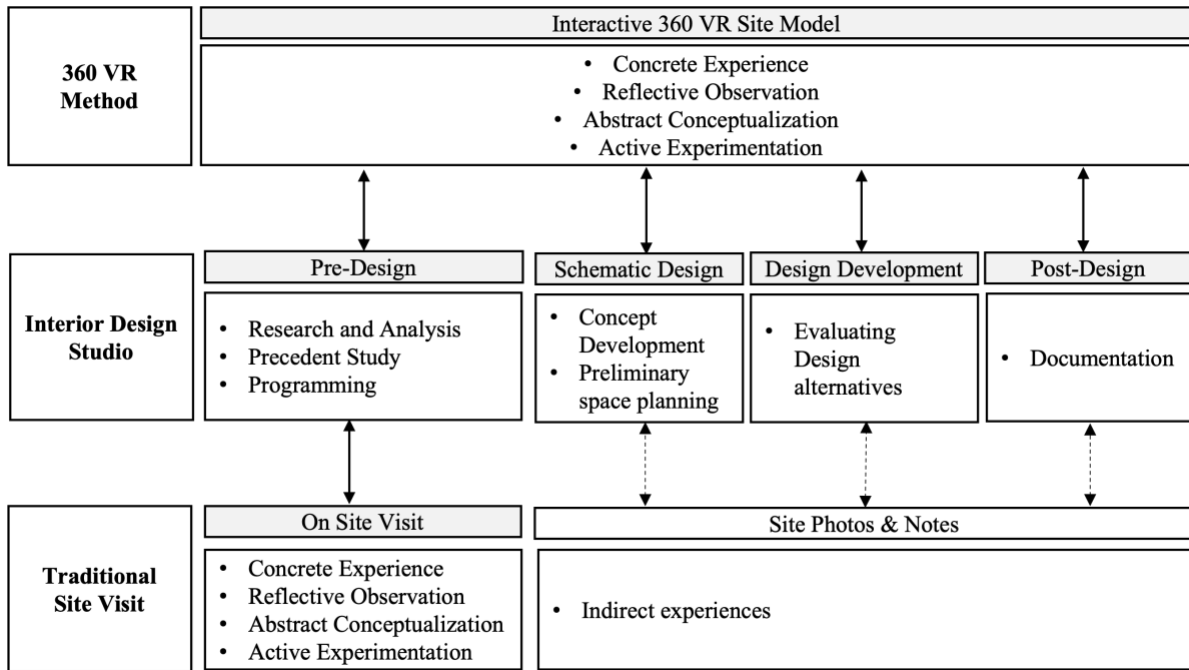 Interactive 360 VR Site Model
360 VR
Method
• Concrete Experience
• Reflective Observation
• Abstract Conceptualization
• Active Experimentation
Interior Design
Studio
Pre-Design
• Research and Analysis
• Precedent Study
• Programming
Schematic Design
• Concept
Development
• Preliminary
space planning
Design Development
• Evaluating
Design
alternatives
Post-Design
• Documentation
Traditional
Site Visit
On Site Visit
• Concrete Experience
• Reflective Observation
• Abstract Conceptualization
• Active Experimentation
Site Photos & Notes
• Indirect experiences